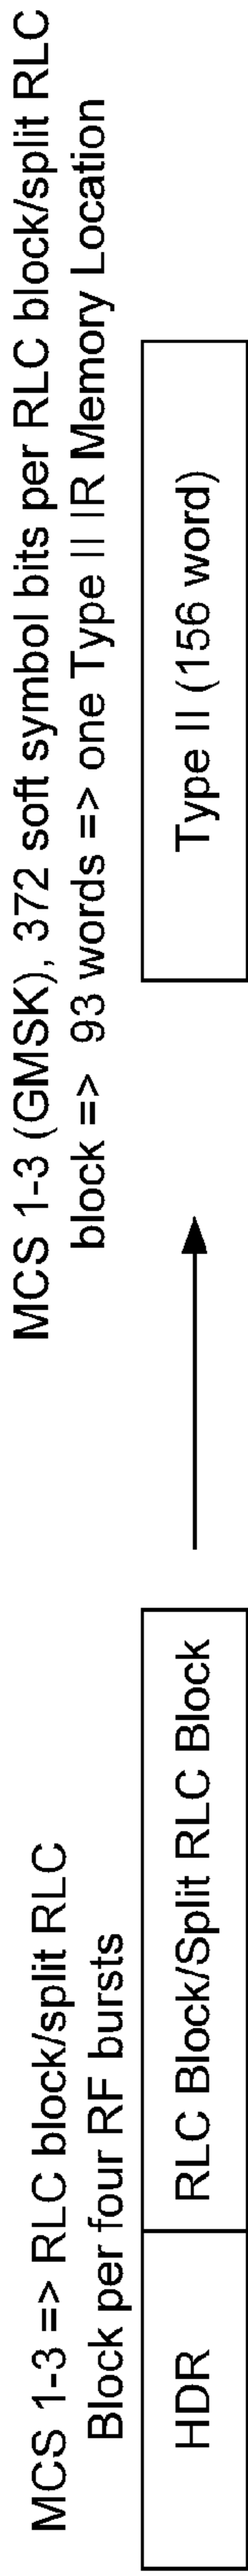 MCS 1-3 => RLC block/split RLC
Block per four RF bursts
HDR
RLC Block/Split RLC Block
MCS 1-3 (GMSK), 372 soft symbol bits per RLC block/split RLC
block => 93 words => one Type II IR Memory Location
Type II (156 word)